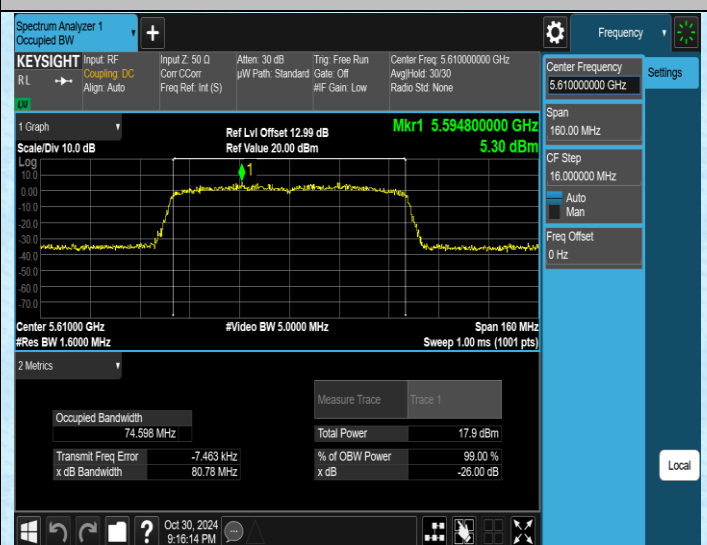 Spectrum Analyzer 1
Occupied BW
+
Frequency
KEYSIGHT
RL
LXI
Input: RF
Coupling: DC
Align: Auto
Input Z: 50 Ω
Corr CCorr
Freq Ref: Int (S)
Atten: 30 dB
µW Path: Standard
Trig: Free Run
Gate: Off
#IF Gain: Low
Center Freq: 5.610000000 GHz
Avg|Hold: 30/30
Radio Std: None
Center Frequency
5.610000000 GHz
Settings
Span
160.00 MHz
CF Step
16.000000 MHz
Auto
Man
Freq Offset
0 Hz
1 Graph
Scale/Div 10.0 dB
Ref Lvl Offset 12.99 dB
Ref Value 20.00 dBm
Mkr1 5.594800000 GHz
5.30 dBm
Log
10.0
0.00
-10.0
-20.0
-30.0
-40.0
-50.0
-60.0
-70.0
1
Center 5.61000 GHz
#Res BW 1.6000 MHz
#Video BW 5.0000 MHz
Span 160 MHz
Sweep 1.00 ms (1001 pts)
2 Metrics
Measure Trace
Trace 1
Occupied Bandwidth
74.598 MHz
Total Power
17.9 dBm
Transmit Freq Error
-7.463 kHz
% of OBW Power
99.00 %
x dB Bandwidth
80.78 MHz
x dB
-26.00 dB
Local
?
Oct 30, 2024
9:16:14 PM